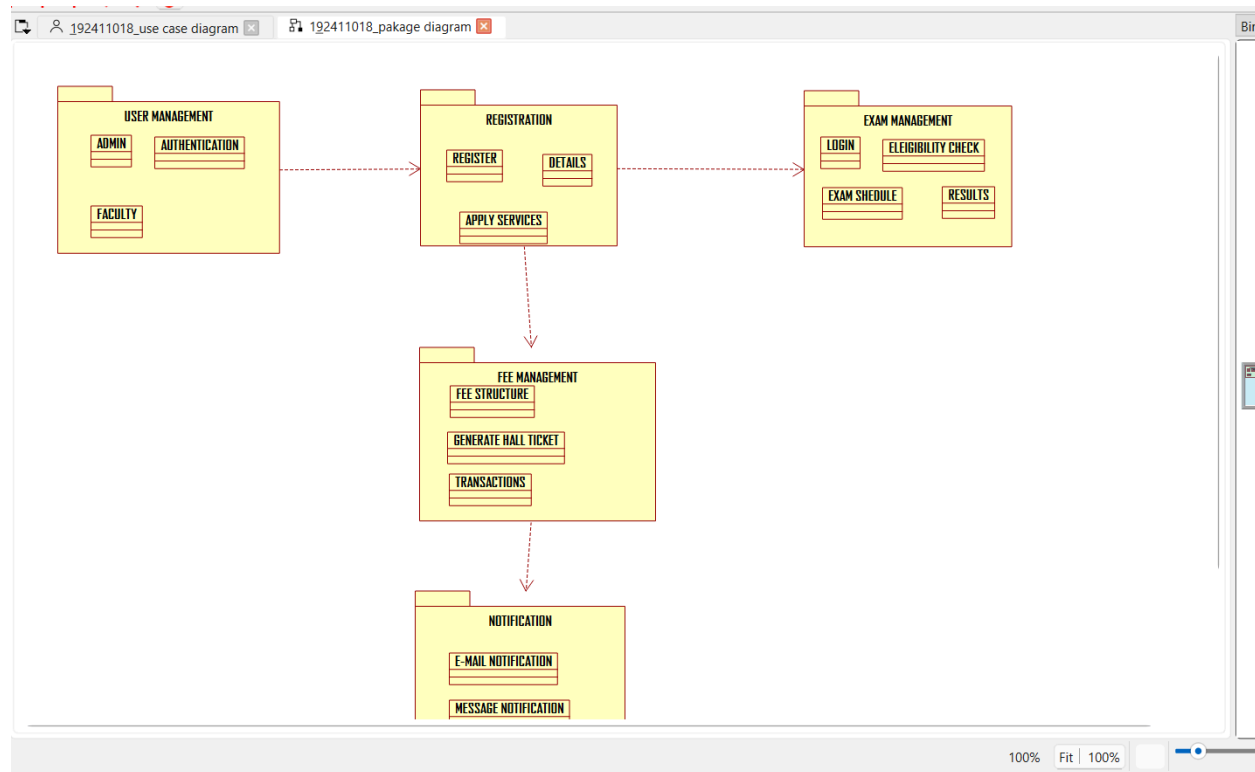 192411018_use case diagram
192411018_pakage diagram
Bin
USER MANAGEMENT
ADMIN
AUTHENTICATION
FACULTY
REGISTRATION
REGISTER
DETAILS
APPLY SERVICES
EXAM MANAGEMENT
LOGIN
ELEIGIBILITY CHECK
EXAM SHEDULE
RESULTS
FEE MANAGEMENT
FEE STRUCTURE
GENERATE HALL TICKET
TRANSACTIONS
NOTIFICATION
E-MAIL NOTIFICATION
MESSAGE NOTIFICATION
100% Fit 100%